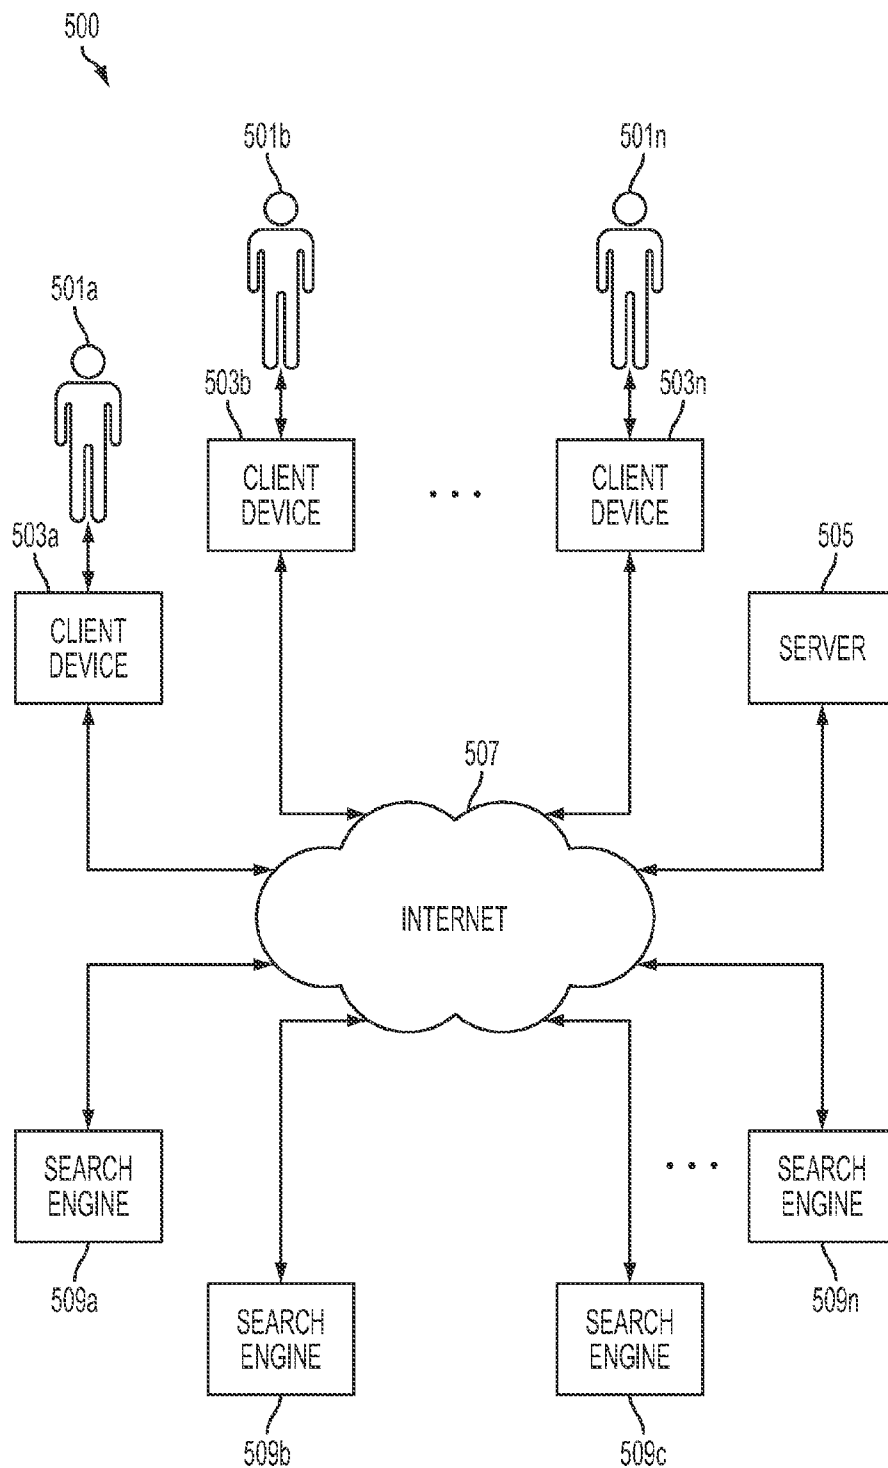 500
501b
501n
501a
503b
503n
CLIENT
DEVICE
CLIENT
DEVICE
. . .
503a
505
CLIENT
DEVICE
SERVER
507
INTERNET
SEARCH
ENGINE
. . .
SEARCH
ENGINE
509a
509n
SEARCH
ENGINE
SEARCH
ENGINE
509b
509c